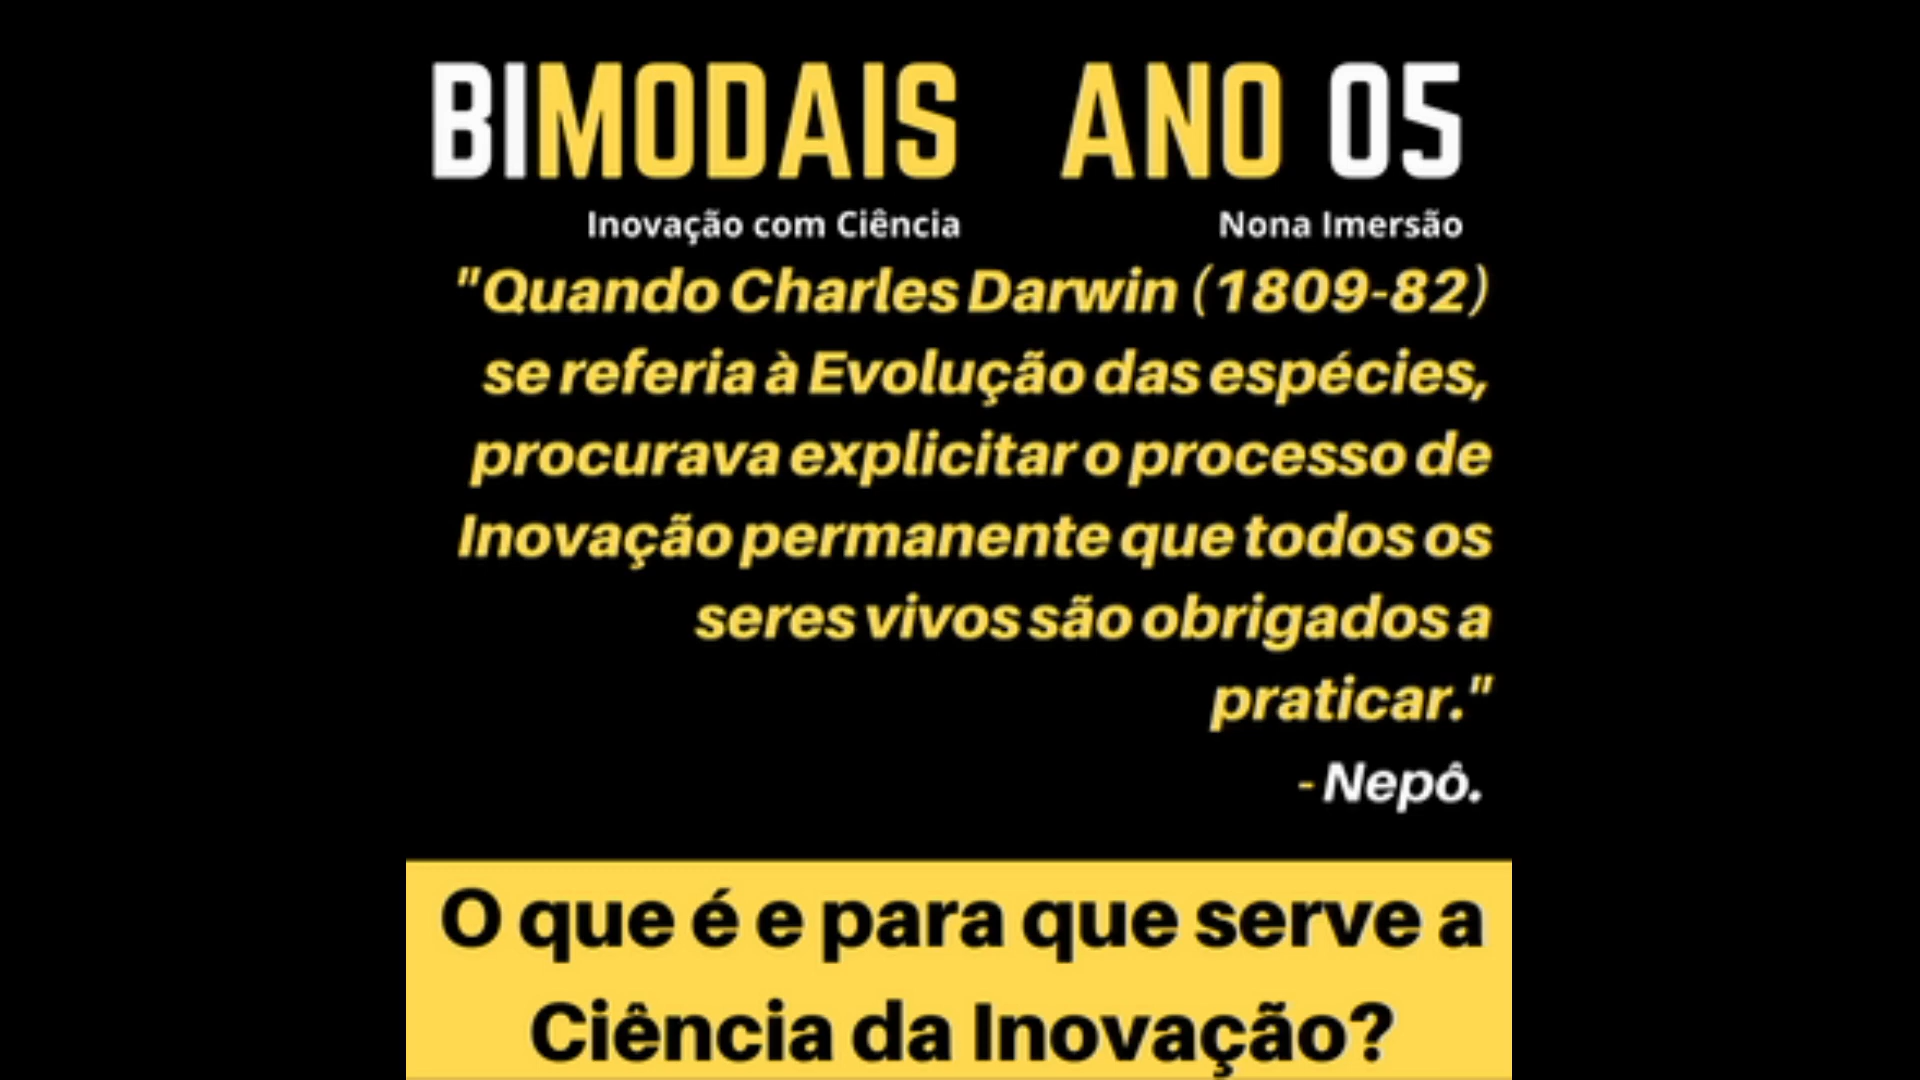 BIMODAIS ANO 05
Inovação com Ciência Nona Imersão
"Quando Charles Darwin (1809-82)
se referia à Evolução das espécies,
procurava explicitar o processo de
Inovação permanente que todos os
seres vivos são obrigados a
praticar."
- Nepô.
O que é e para que serve a
Ciência da Inovação?